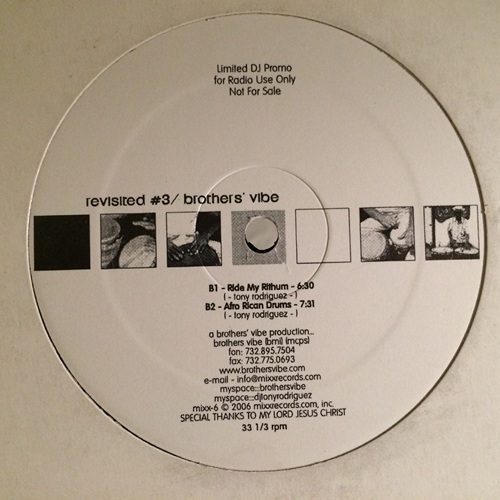 Limited DJ Promo
for Radio Use Only
Not For Sale
revisited #3/ brothers' vibe
B1 - Ride My Rithum - 6:30
( - tony rodriguez - )
B2 - Afro Rican Drums - 7:31
( - tony rodriguez - )
a brothers' vibe production...
brothers vibe (bmi) (mcps)
fon: 732.895.7504
fax: 732.775.0693
www.brothersvibe.com
e-mail - info@mixxrecords.com
myspace:::brothersvibe
myspace:::djtonyrodriguez
mixx-6 © 2006 mixxrecords.com, inc.
SPECIAL THANKS TO MY LORD JESUS CHRIST
33 1/3 rpm